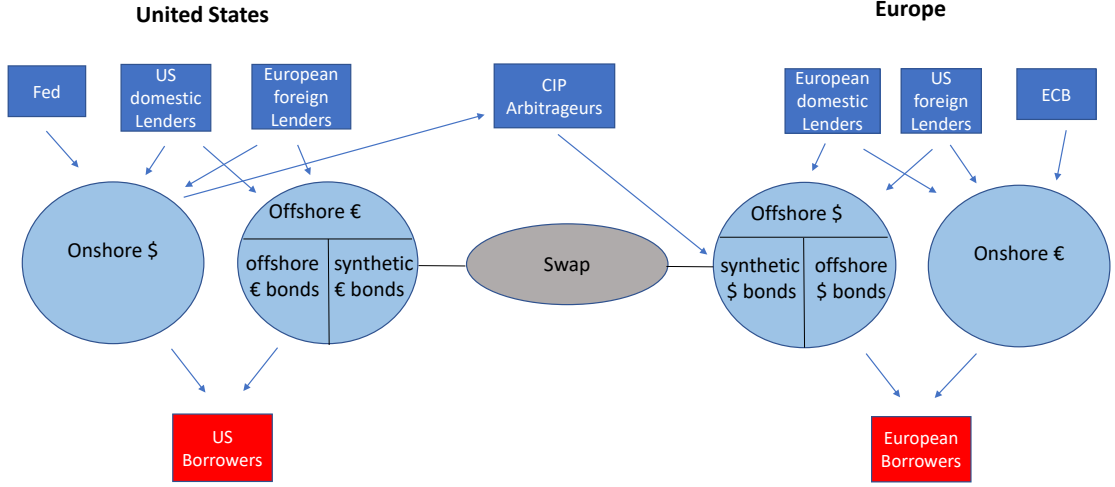 United States
Europe
Fed
US
domestic
Lenders
European
foreign
Lenders
CIP
Arbitrageurs
European
domestic
Lenders
US
foreign
Lenders
ECB
Onshore $
Offshore €
offshore
€ bonds
synthetic
€ bonds
Swap
Offshore $
synthetic
$ bonds
offshore
$ bonds
Onshore €
US
Borrowers
European
Borrowers